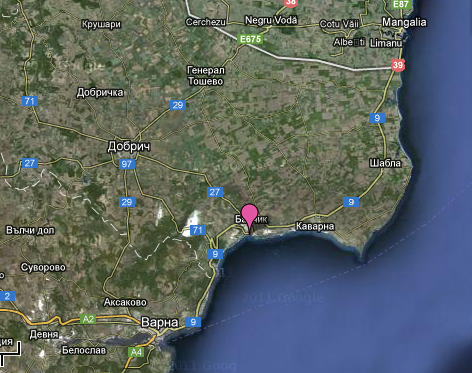 38
E87
Крушари
Cerchezu
Negru Vodă
Cotu Văii
Mangalia
E675
Limanu
39
Генерал
Тошево
71
Добричка
29
9
Добрич
27
97
Шабла
27
29
9
Каварна
Вълчи дол
71
9
Суворово
2
Аксаково
2011 Google
A2
Варна
9
Девня
Белослав
A4